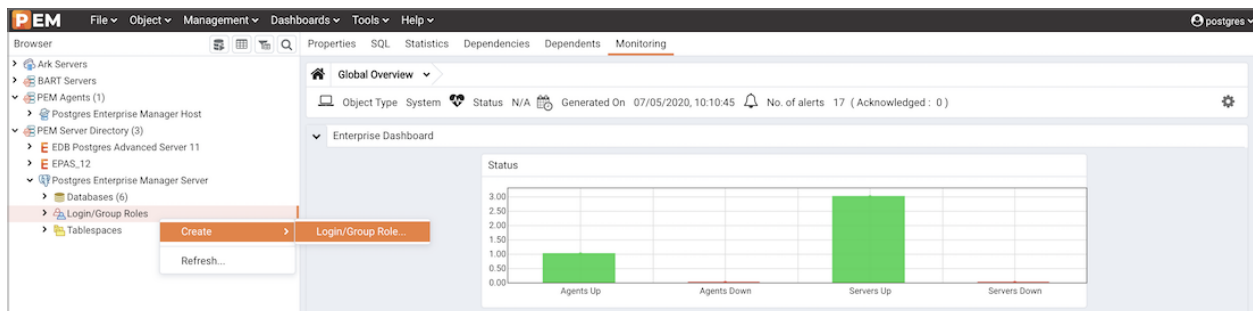 PEM File Object Management Dashboards Tools Help postgres
Browser Properties SQL Statistics Dependencies Dependents Monitoring
Ark Servers
BART Servers
PEM Agents (1)
Postgres Enterprise Manager Host
PEM Server Directory (3)
EDB Postgres Advanced Server 11
EPAS_12
Postgres Enterprise Manager Server
Databases (6)
Login/Group Roles
Tablespaces
Create
Login/Group Role...
Refresh...
Global Overview
Object Type System Status N/A Generated On 07/05/2020, 10:10:45 No. of alerts 17 ( Acknowledged : 0 )
Enterprise Dashboard
Status
3.00
2.50
2.00
1.50
1.00
0.50
0.00
Agents Up Agents Down Servers Up Servers Down